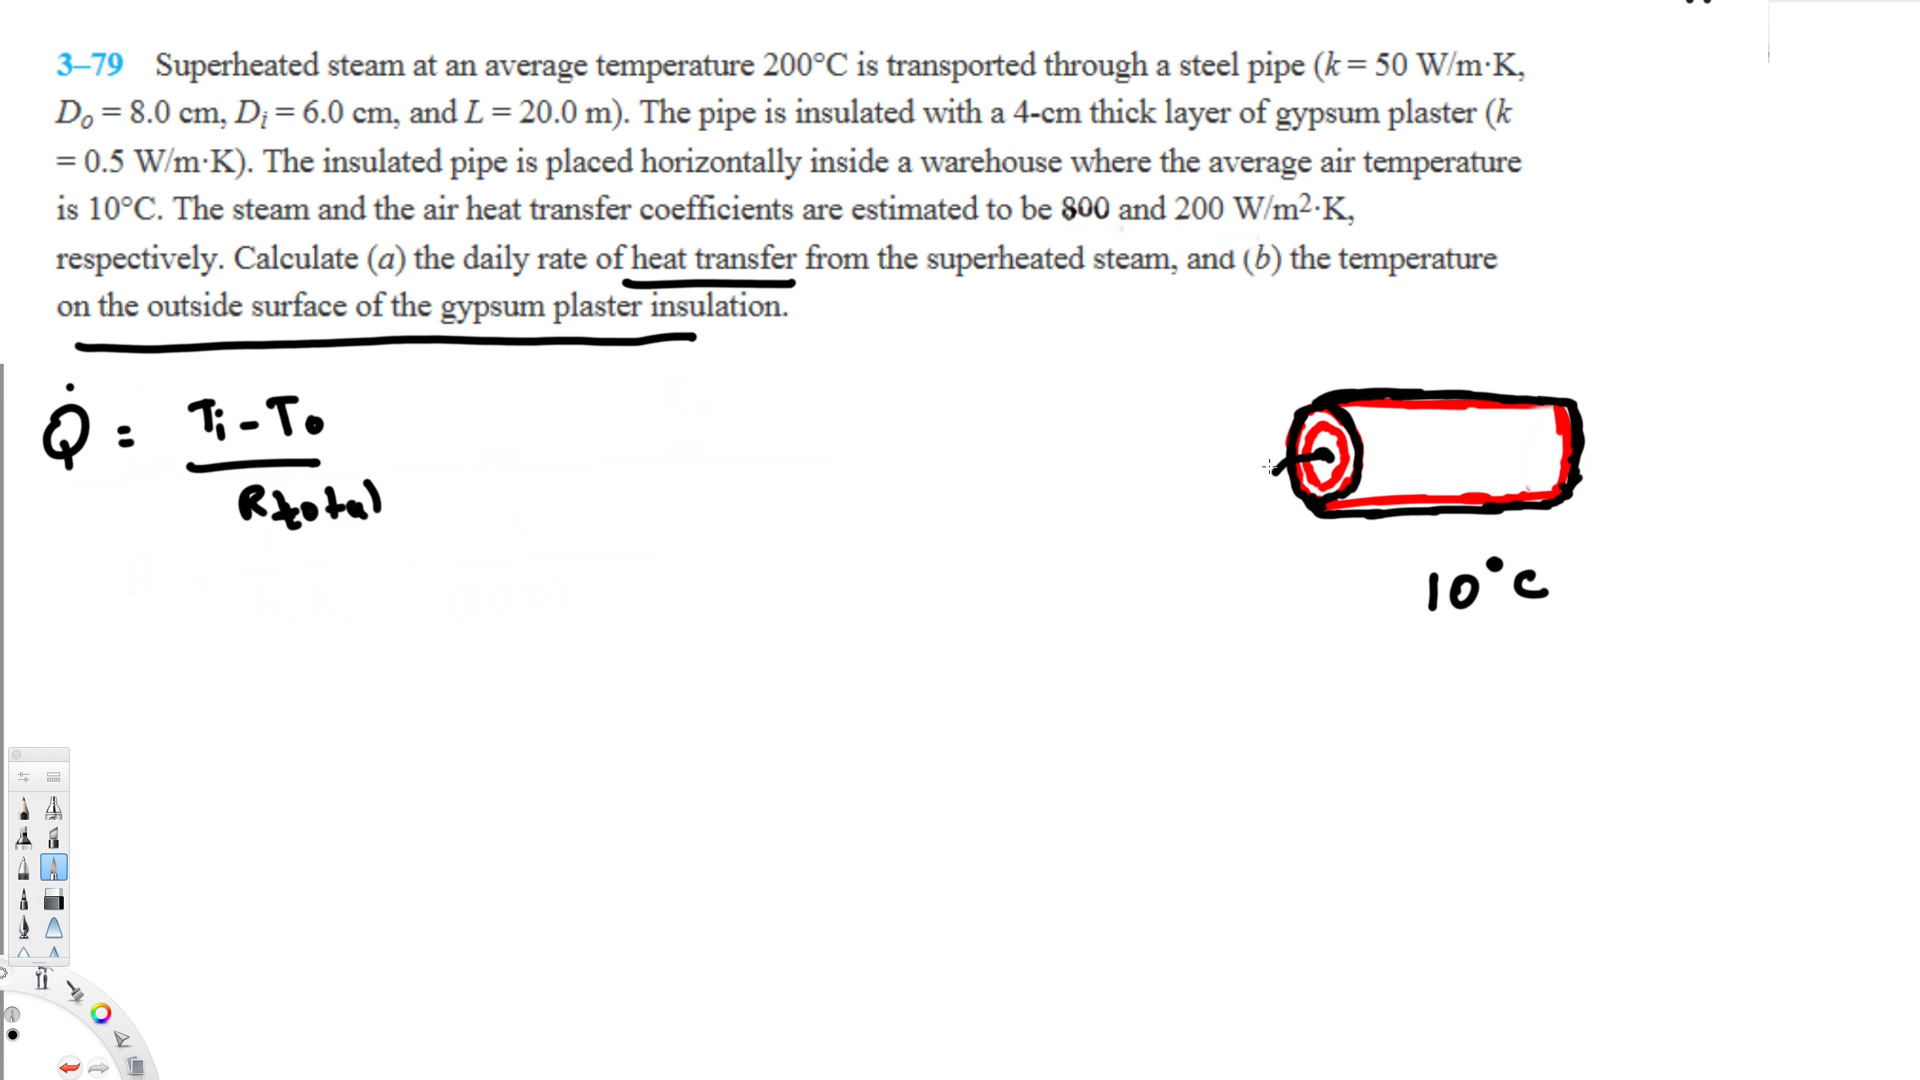 3–79 Superheated steam at an average temperature 200°C is transported through a steel pipe (k = 50 W/m·K,
Dₒ = 8.0 cm, Dᵢ = 6.0 cm, and L = 20.0 m). The pipe is insulated with a 4-cm thick layer of gypsum plaster (k
= 0.5 W/m·K). The insulated pipe is placed horizontally inside a warehouse where the average air temperature
is 10°C. The steam and the air heat transfer coefficients are estimated to be 800 and 200 W/m²·K,
respectively. Calculate (a) the daily rate of heat transfer from the superheated steam, and (b) the temperature
on the outside surface of the gypsum plaster insulation.
Q̇ = Ti - To
Rtotal
10°C